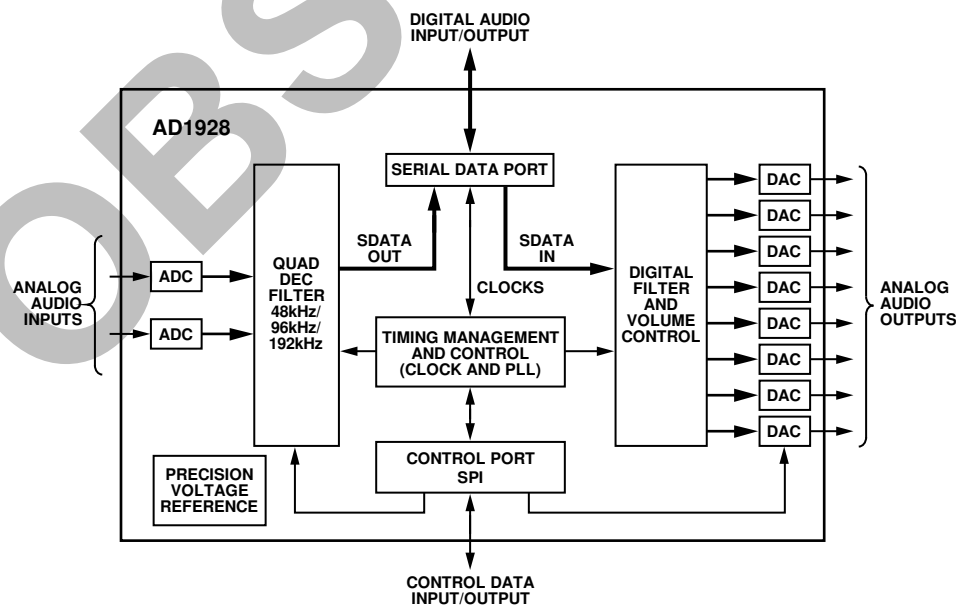 DIGITAL AUDIO
INPUT/OUTPUT
AD1928
SERIAL DATA PORT
SDATA
OUT
SDATA
IN
CLOCKS
ANALOG
AUDIO
INPUTS
ADC
ADC
QUAD
DEC
FILTER
48kHz/
96kHz/
192kHz
TIMING MANAGEMENT
AND CONTROL
(CLOCK AND PLL)
DIGITAL
FILTER
AND
VOLUME
CONTROL
DAC
DAC
DAC
DAC
DAC
DAC
DAC
DAC
ANALOG
AUDIO
OUTPUTS
PRECISION
VOLTAGE
REFERENCE
CONTROL PORT
SPI
CONTROL DATA
INPUT/OUTPUT
OBS